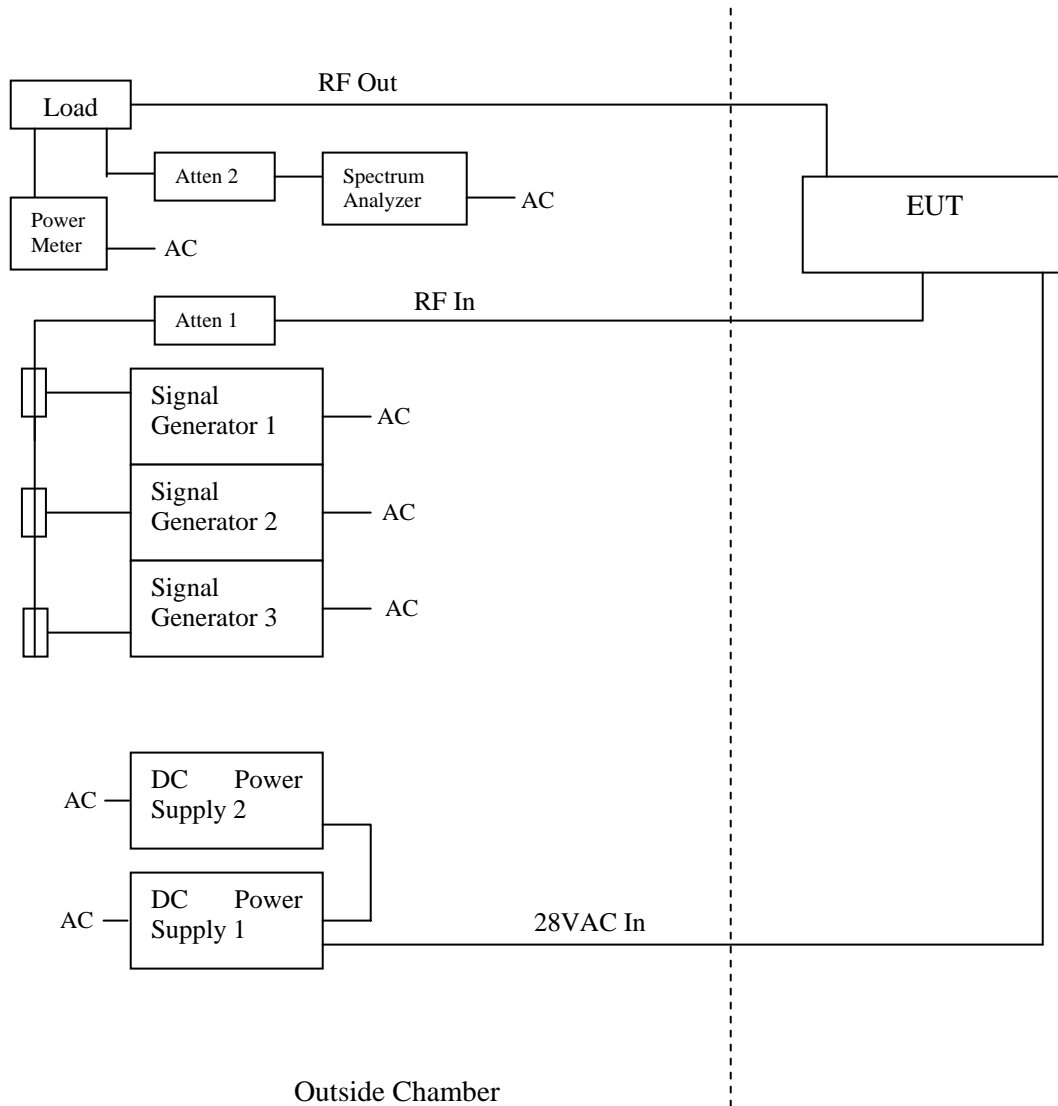 RF Out
Load
Atten 2
Spectrum
Analyzer
AC
EUT
Power
Meter
AC
RF In
Atten 1
Signal
Generator 1
AC
Signal
Generator 2
AC
Signal
Generator 3
AC
AC
DC Power
Supply 2
AC
DC Power
Supply 1
28VAC In
Outside Chamber